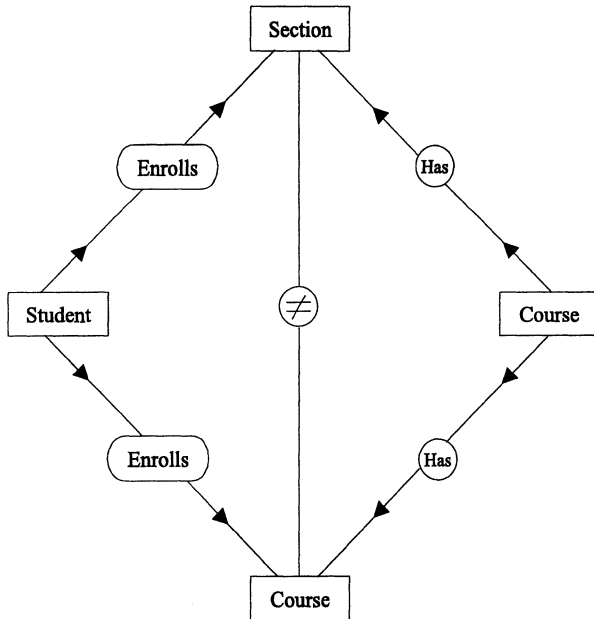 Section
Enrolls
Has
Student
≠
Course
Enrolls
Has
Course